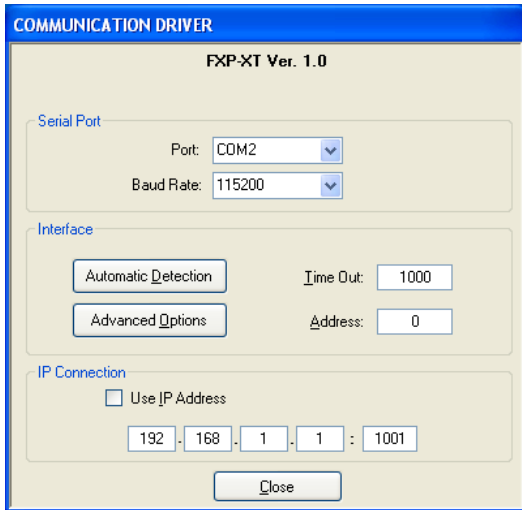 COMMUNICATION DRIVER
FXP-XT Ver. 1.0
Serial Port
Port: COM2
Baud Rate: 115200
Interface
Automatic Detection Time Out: 1000
Advanced Options Address: 0
IP Connection
Use IP Address
192 . 168 . 1 . 1 : 1001
Close